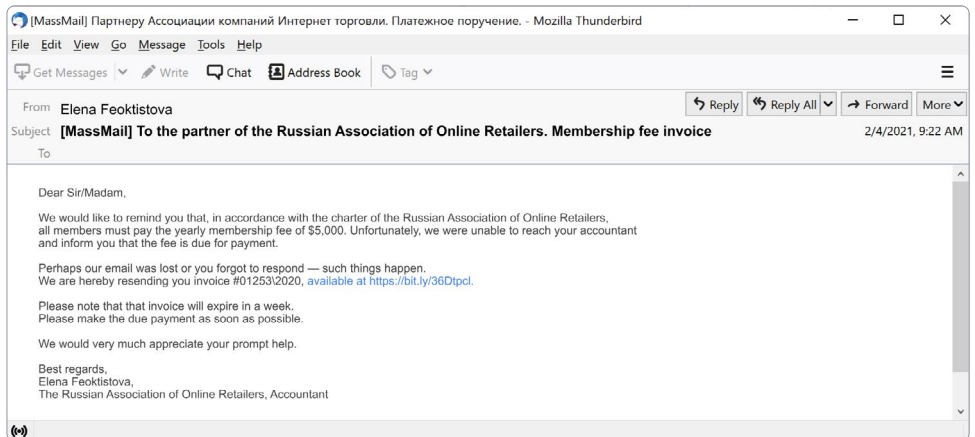 [MassMail] Партнеру Ассоциации компаний Интернет торговли. Платежное поручение. - Mozilla Thunderbird
File Edit View Go Message Tools Help
Get Messages Write Chat Address Book Tag
From Elena Feoktistova Reply Reply All Forward More
Subject [MassMail] To the partner of the Russian Association of Online Retailers. Membership fee invoice 2/4/2021, 9:22 AM
To
Dear Sir/Madam,
We would like to remind you that, in accordance with the charter of the Russian Association of Online Retailers,
all members must pay the yearly membership fee of $5,000. Unfortunately, we were unable to reach your accountant
and inform you that the fee is due for payment.
Perhaps our email was lost or you forgot to respond — such things happen.
We are hereby resending you invoice #01253\2020, available at https://bit.ly/36Dtpcl.
Please note that that invoice will expire in a week.
Please make the due payment as soon as possible.
We would very much appreciate your prompt help.
Best regards,
Elena Feoktistova,
The Russian Association of Online Retailers, Accountant